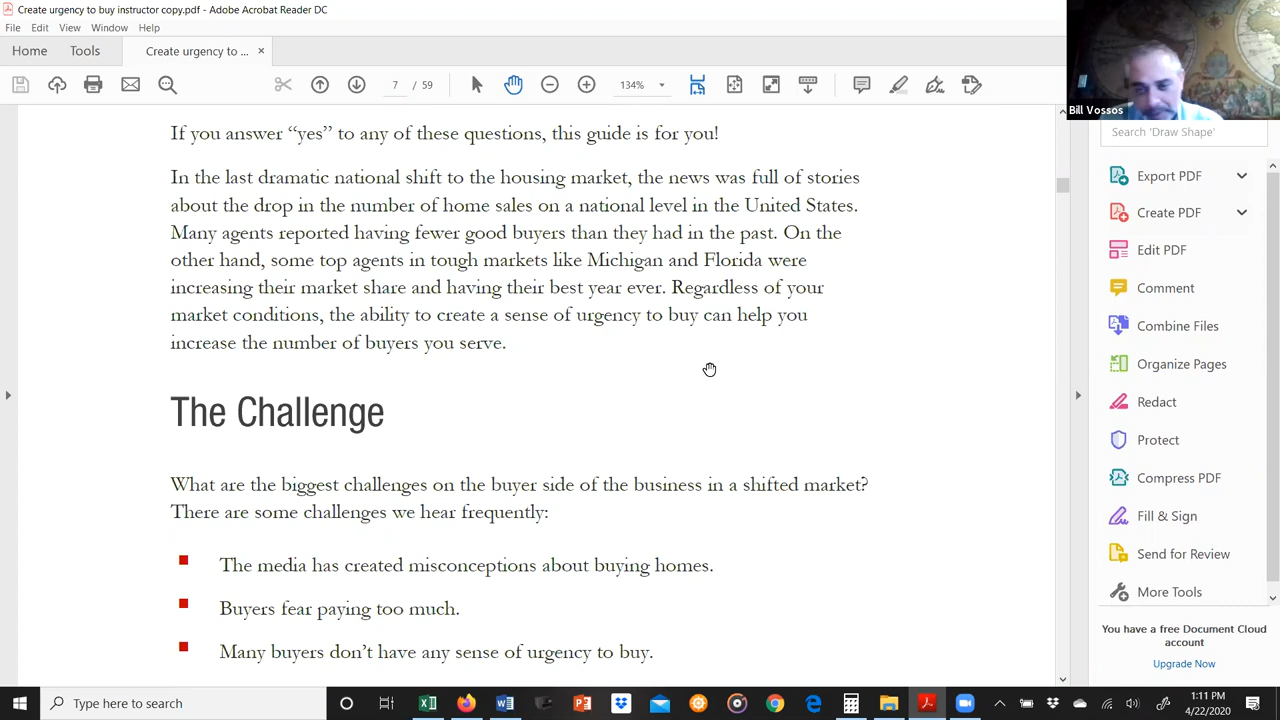 Create urgency to buy instructor copy.pdf - Adobe Acrobat Reader DC
File Edit View Window Help
Home Tools Create urgency to ... ×
7 / 59 134%
Bill Vossos
If you answer “yes” to any of these questions, this guide is for you!
In the last dramatic national shift to the housing market, the news was full of stories
about the drop in the number of home sales on a national level in the United States.
Many agents reported having fewer good buyers than they had in the past. On the
other hand, some top agents in tough markets like Michigan and Florida were
increasing their market share and having their best year ever. Regardless of your
market conditions, the ability to create a sense of urgency to buy can help you
increase the number of buyers you serve.
The Challenge
What are the biggest challenges on the buyer side of the business in a shifted market?
There are some challenges we hear frequently:
The media has created misconceptions about buying homes.
Buyers fear paying too much.
Many buyers don’t have any sense of urgency to buy.
Search 'Draw Shape'
Export PDF
Create PDF
Edit PDF
Comment
Combine Files
Organize Pages
Redact
Protect
Compress PDF
Fill & Sign
Send for Review
More Tools
You have a free Document Cloud
account
Upgrade Now
Type here to search
1:11 PM
4/22/2020